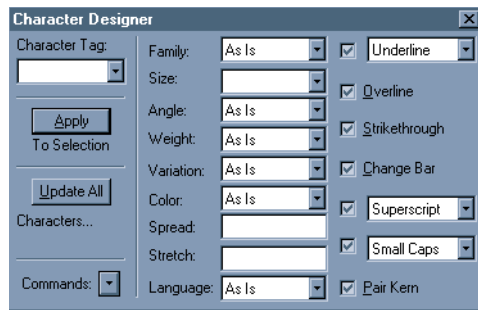 Character Designer
Character Tag:
Apply
To Selection
Update All
Characters...
Commands:
Family: As Is
Size:
Angle: As Is
Weight: As Is
Variation: As Is
Color: As Is
Spread:
Stretch:
Language: As Is
Underline
Overline
Strikethrough
Change Bar
Superscript
Small Caps
Pair Kern